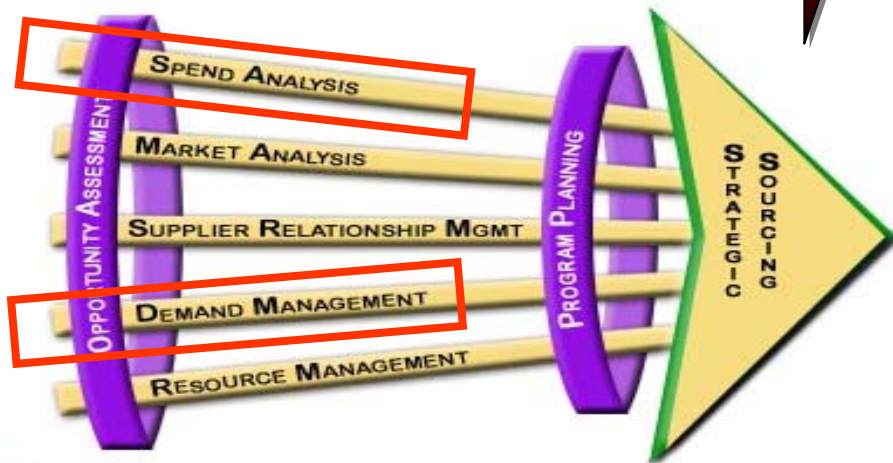 OPPORTUNITY ASSESSMENT
SPEND ANALYSIS
MARKET ANALYSIS
SUPPLIER RELATIONSHIP MGMT
DEMAND MANAGEMENT
RESOURCE MANAGEMENT
PROGRAM PLANNING
STRATEGIC
SOURCING